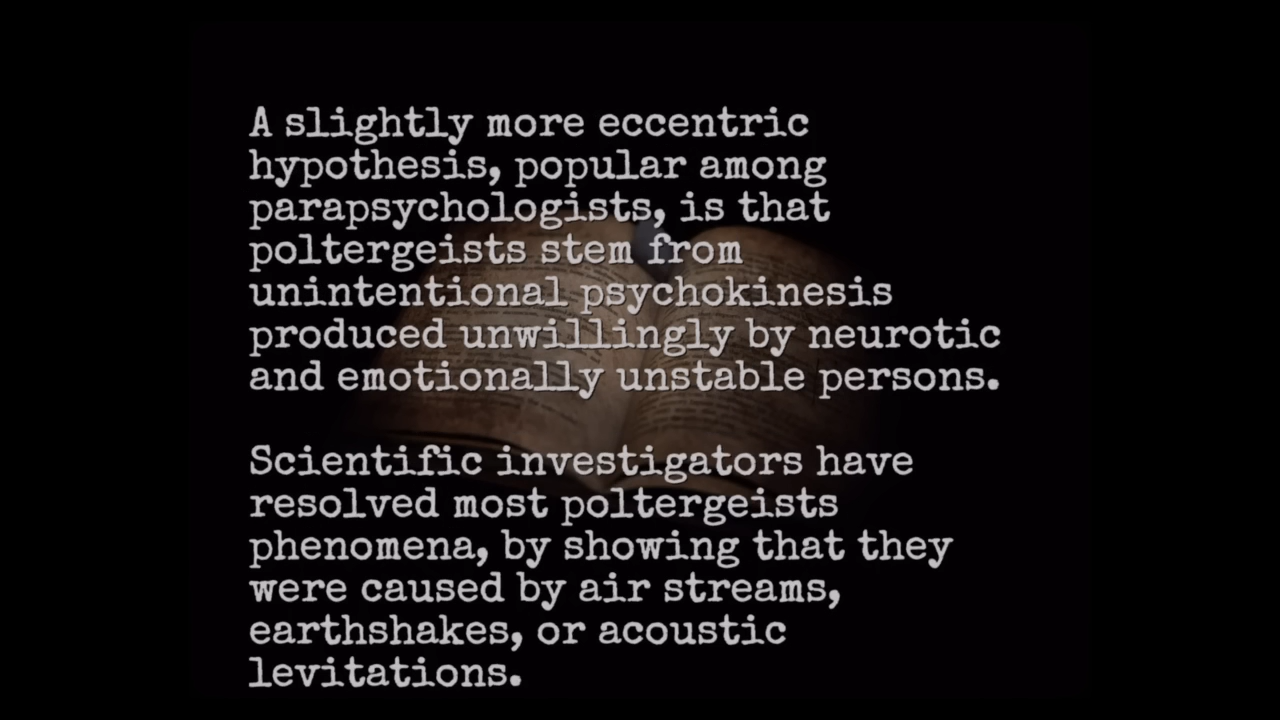 A slightly more eccentric
hypothesis, popular among
parapsychologists, is that
poltergeists stem from
unintentional psychokinesis
produced unwillingly by neurotic
and emotionally unstable persons.
Scientific investigators have
resolved most poltergeists
phenomena, by showing that they
were caused by air streams,
earthshakes, or acoustic
levitations.